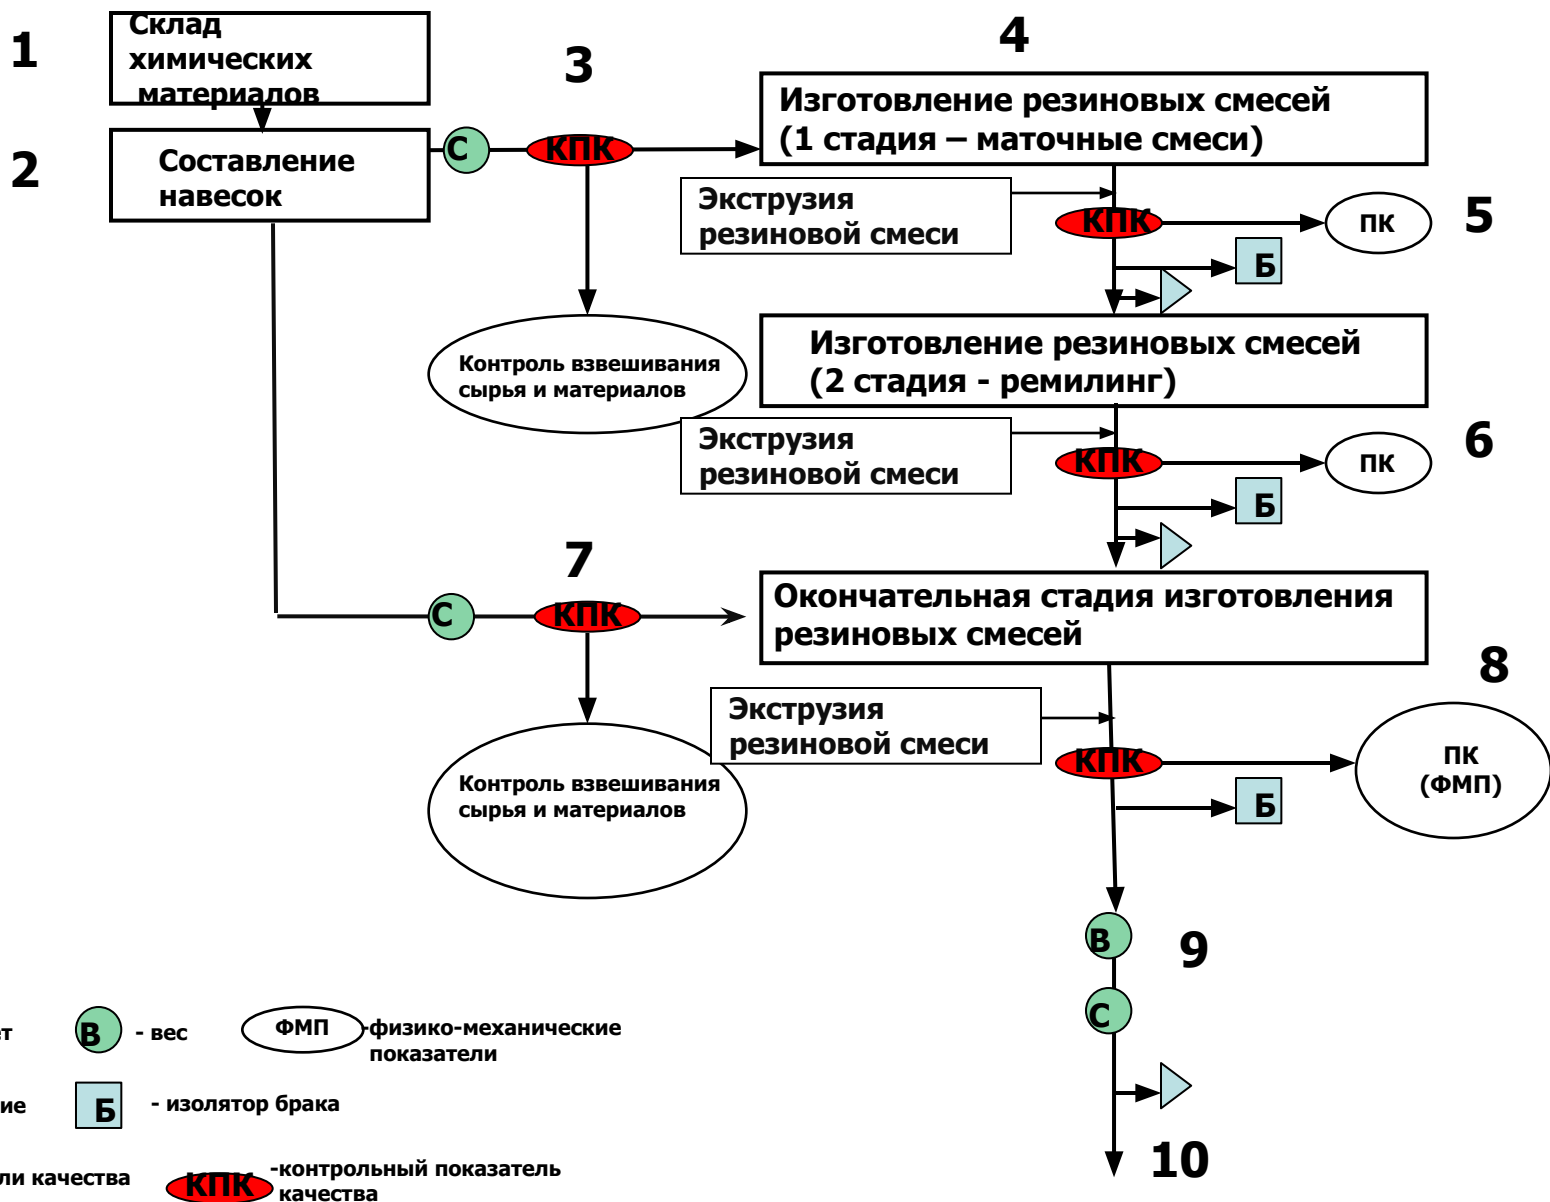 1
Склад
химических
материалов
2
Составление
навесок
С
3
КПК
4
Изготовление резиновых смесей
(1 стадия – маточные смеси)
Экструзия
резиновой смеси
КПК
ПК
5
Б
Контроль взвешивания
сырья и материалов
Изготовление резиновых смесей
(2 стадия - ремилинг)
Экструзия
резиновой смеси
КПК
ПК
6
Б
7
С
КПК
Окончательная стадия изготовления
резиновых смесей
Контроль взвешивания
сырья и материалов
Экструзия
резиновой смеси
КПК
ПК
(ФМП)
8
Б
В
9
С
10
ет
В
- вес
ФМП
-физико-механические
показатели
ие
Б
- изолятор брака
ли качества
КПК
-контрольный показатель
качества